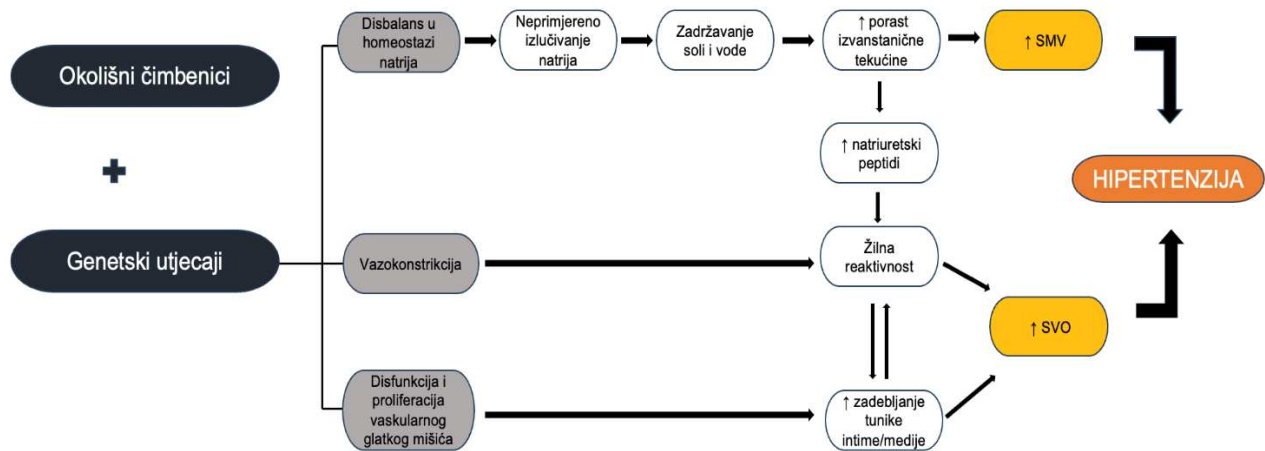 Okolišni čimbenici
+
Genetski utjecaji
Disbalans u
homeostazi
natrija
Neprimjereno
izlučivanje
natrija
Zadržavanje
soli i vode
↑ porast
izvanstanične
tekućine
↑ SMV
↑ natriuretski
peptidi
HIPERTENZIJA
Vazokonstrikcija
Žilna
reaktivnost
↑ SVO
Disfunkcija i
proliferacija
vaskularnog
glatkog mišića
↑ zadebljanje
tunike
intime/medije